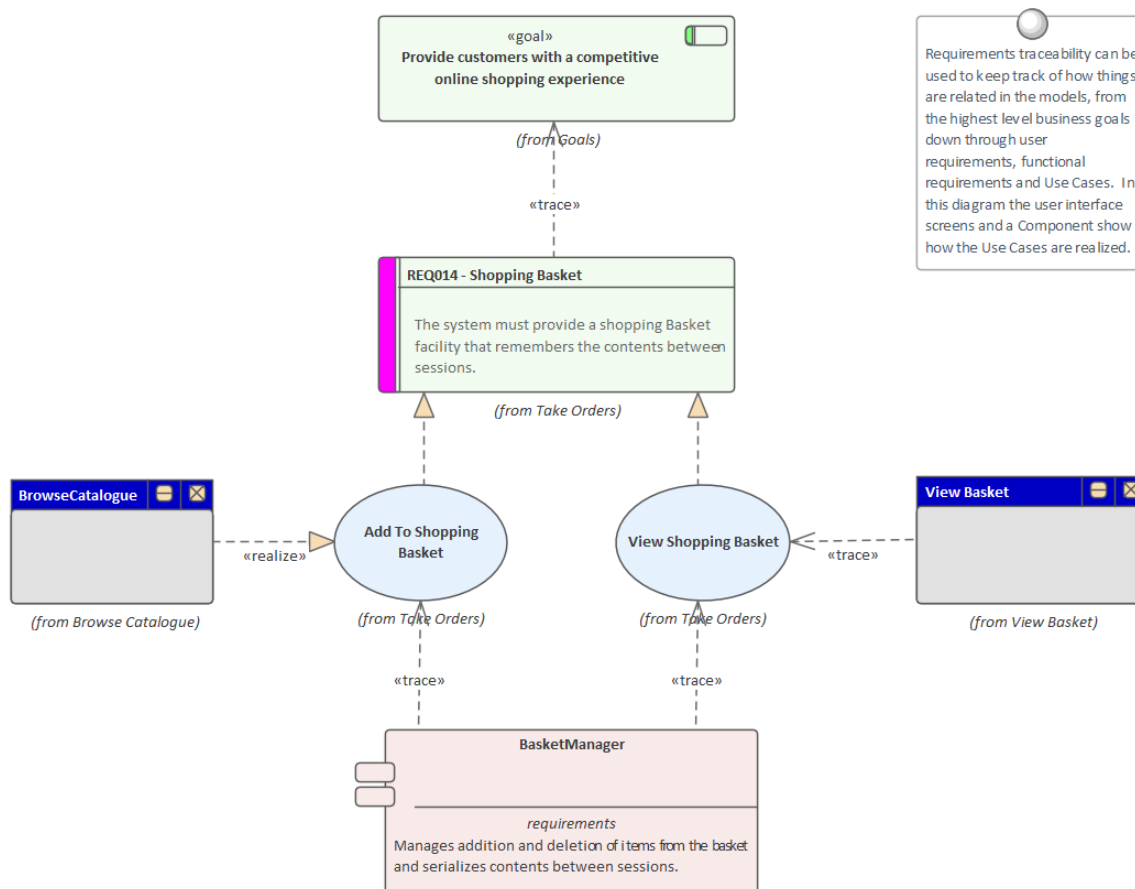 «goal»
Provide customers with a competitive
online shopping experience
(from Goals)
Requirements traceability can be
used to keep track of how things
are related in the models, from
the highest level business goals
down through user
requirements, functional
requirements and Use Cases.  In
this diagram the user interface
screens and a Component show
how the Use Cases are realized.
«trace»
REQ014 - Shopping Basket
The system must provide a shopping Basket
facility that remembers the contents between
sessions.
(from Take Orders)
BrowseCatalogue
(from Browse Catalogue)
«realize»
Add To Shopping
Basket
(from Take Orders)
View Shopping Basket
(from Take Orders)
«trace»
View Basket
(from View Basket)
«trace»
«trace»
BasketManager
requirements
Manages addition and deletion of items from the basket
and serializes contents between sessions.